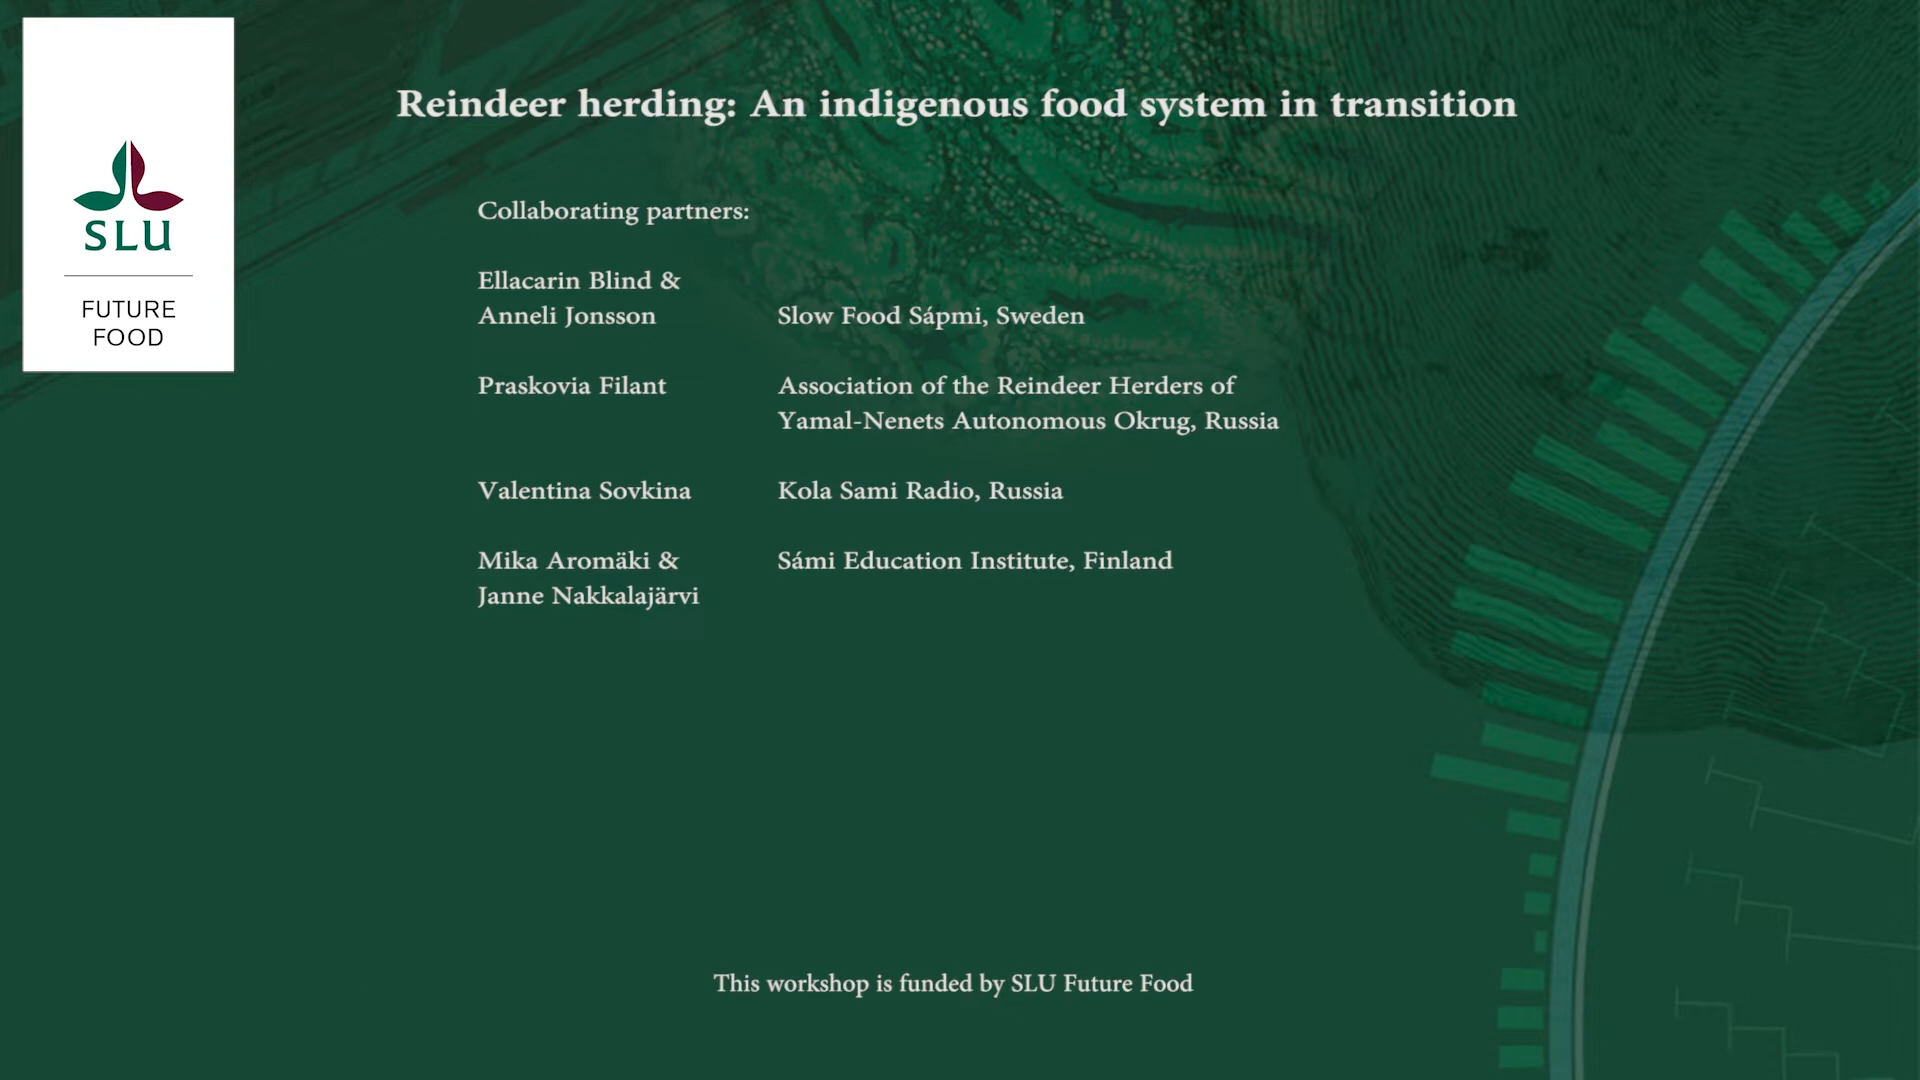 SLU
FUTURE
FOOD
Reindeer herding: An indigenous food system in transition
Collaborating partners:
Ellacarin Blind &
Anneli Jonsson Slow Food Sápmi, Sweden
Praskovia Filant Association of the Reindeer Herders of
Yamal-Nenets Autonomous Okrug, Russia
Valentina Sovkina Kola Sami Radio, Russia
Mika Aromäki & Sámi Education Institute, Finland
Janne Nakkalajärvi
This workshop is funded by SLU Future Food